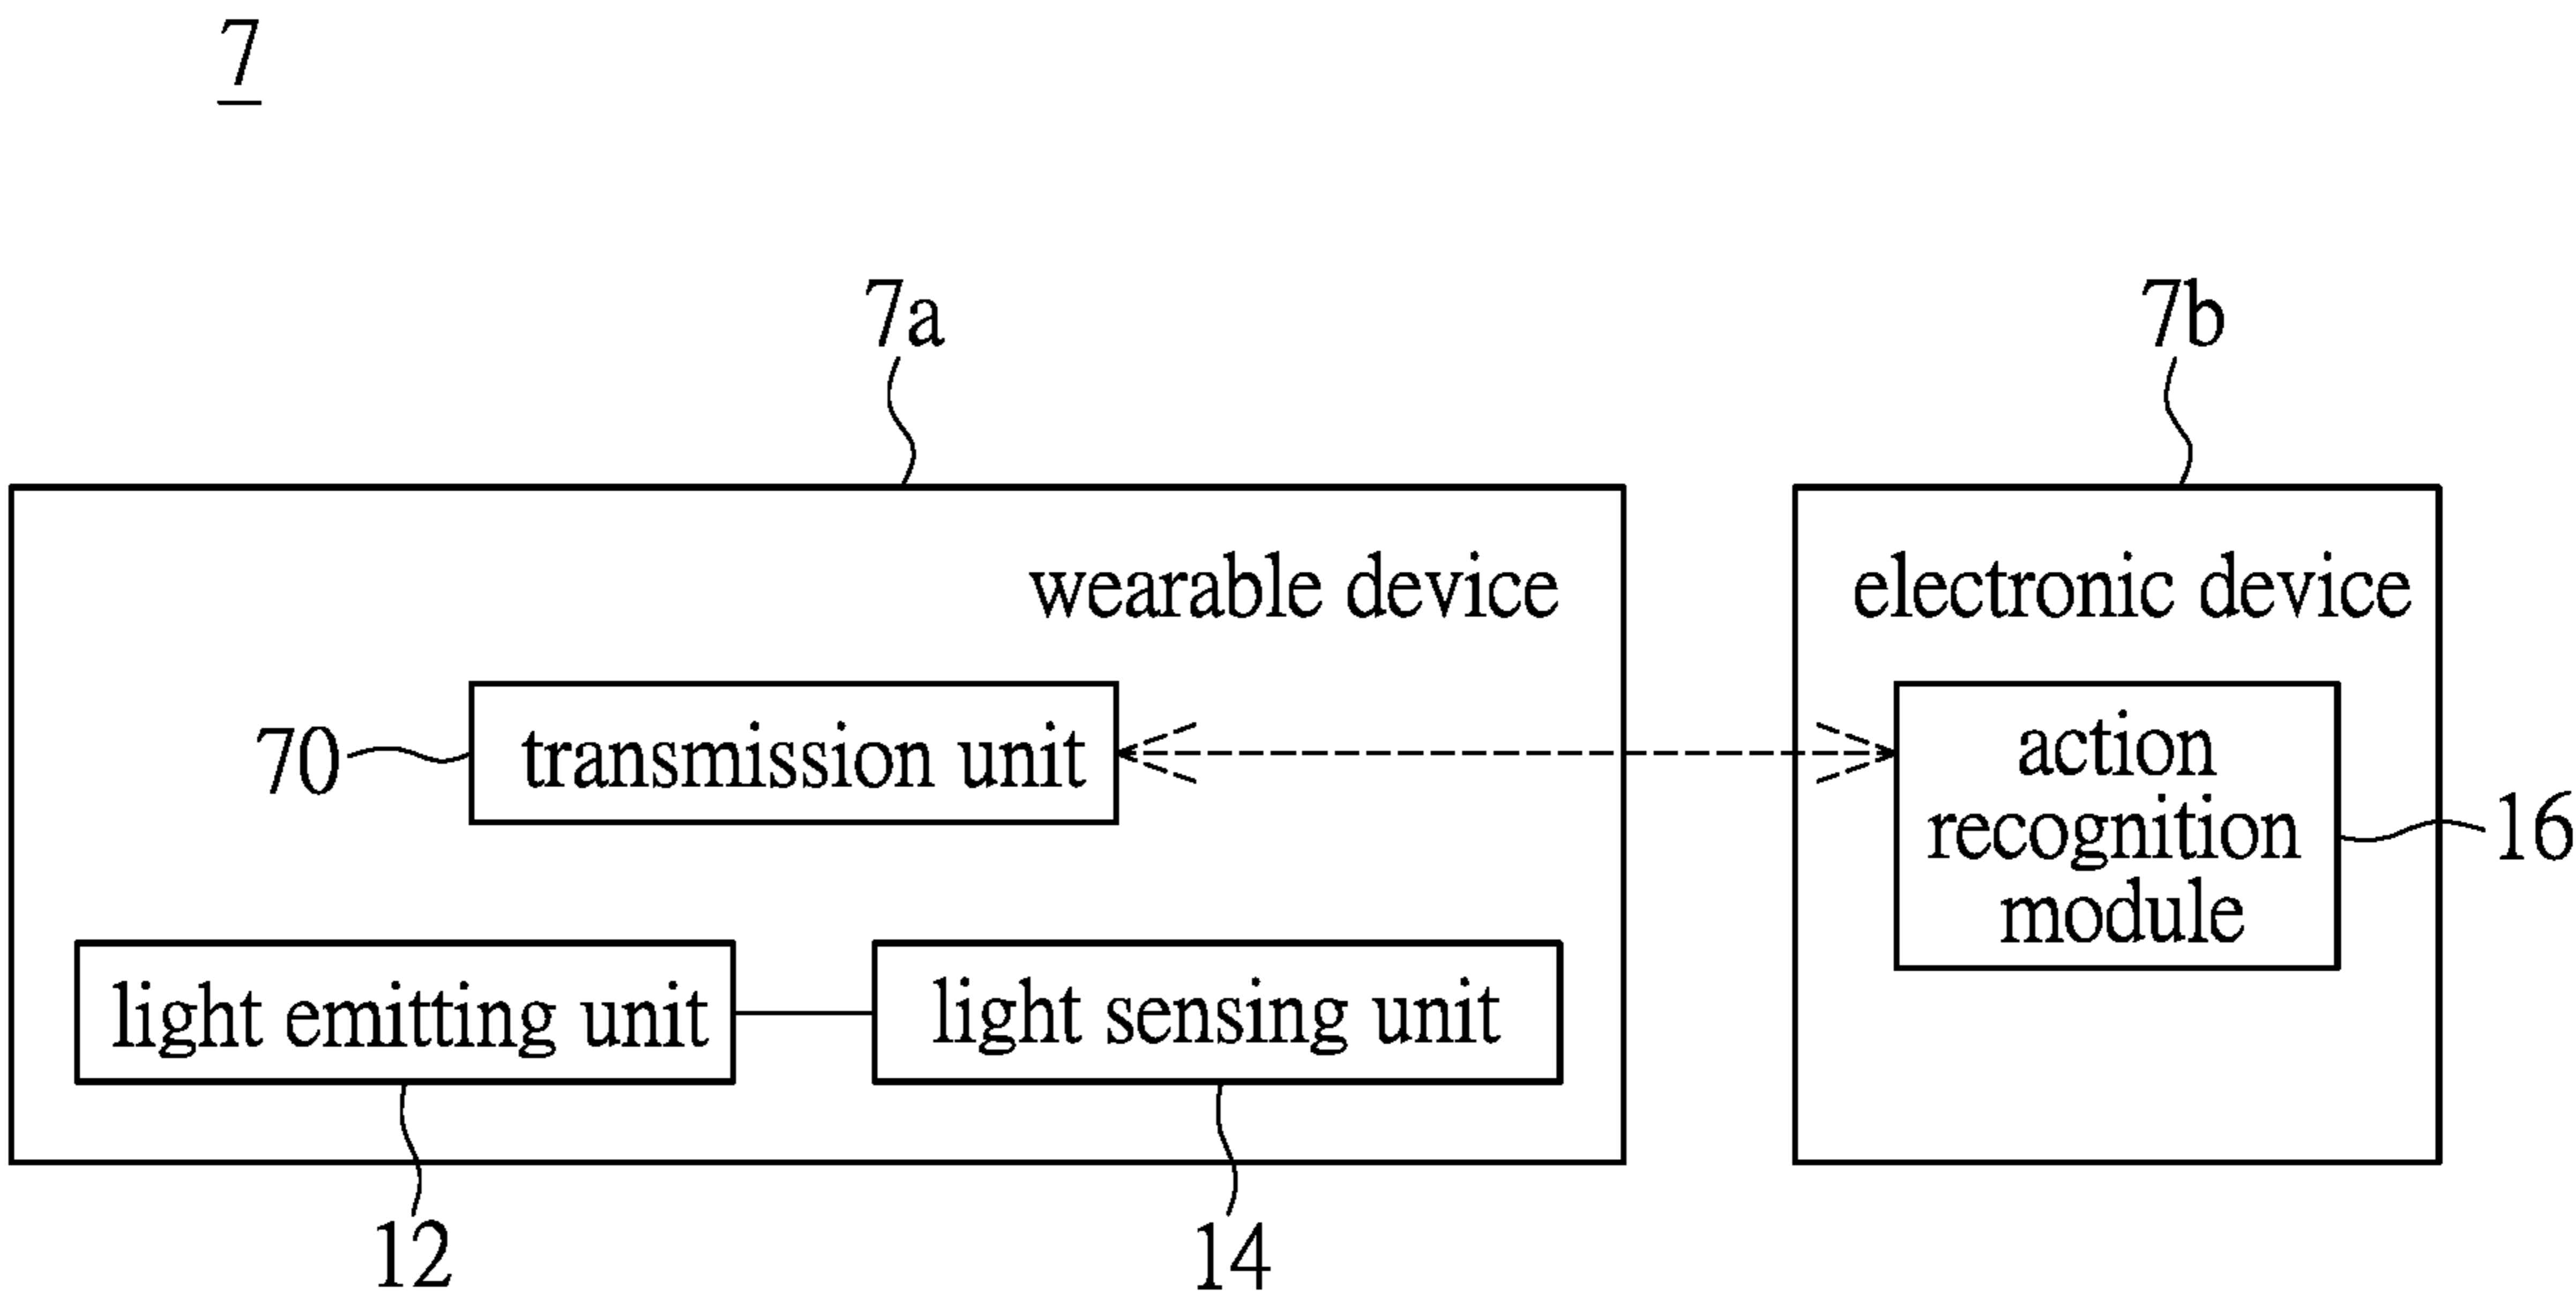 7
7a
7b
wearable device
electronic device
70
transmission unit
action
recognition
module
16
light emitting unit
light sensing unit
12
14